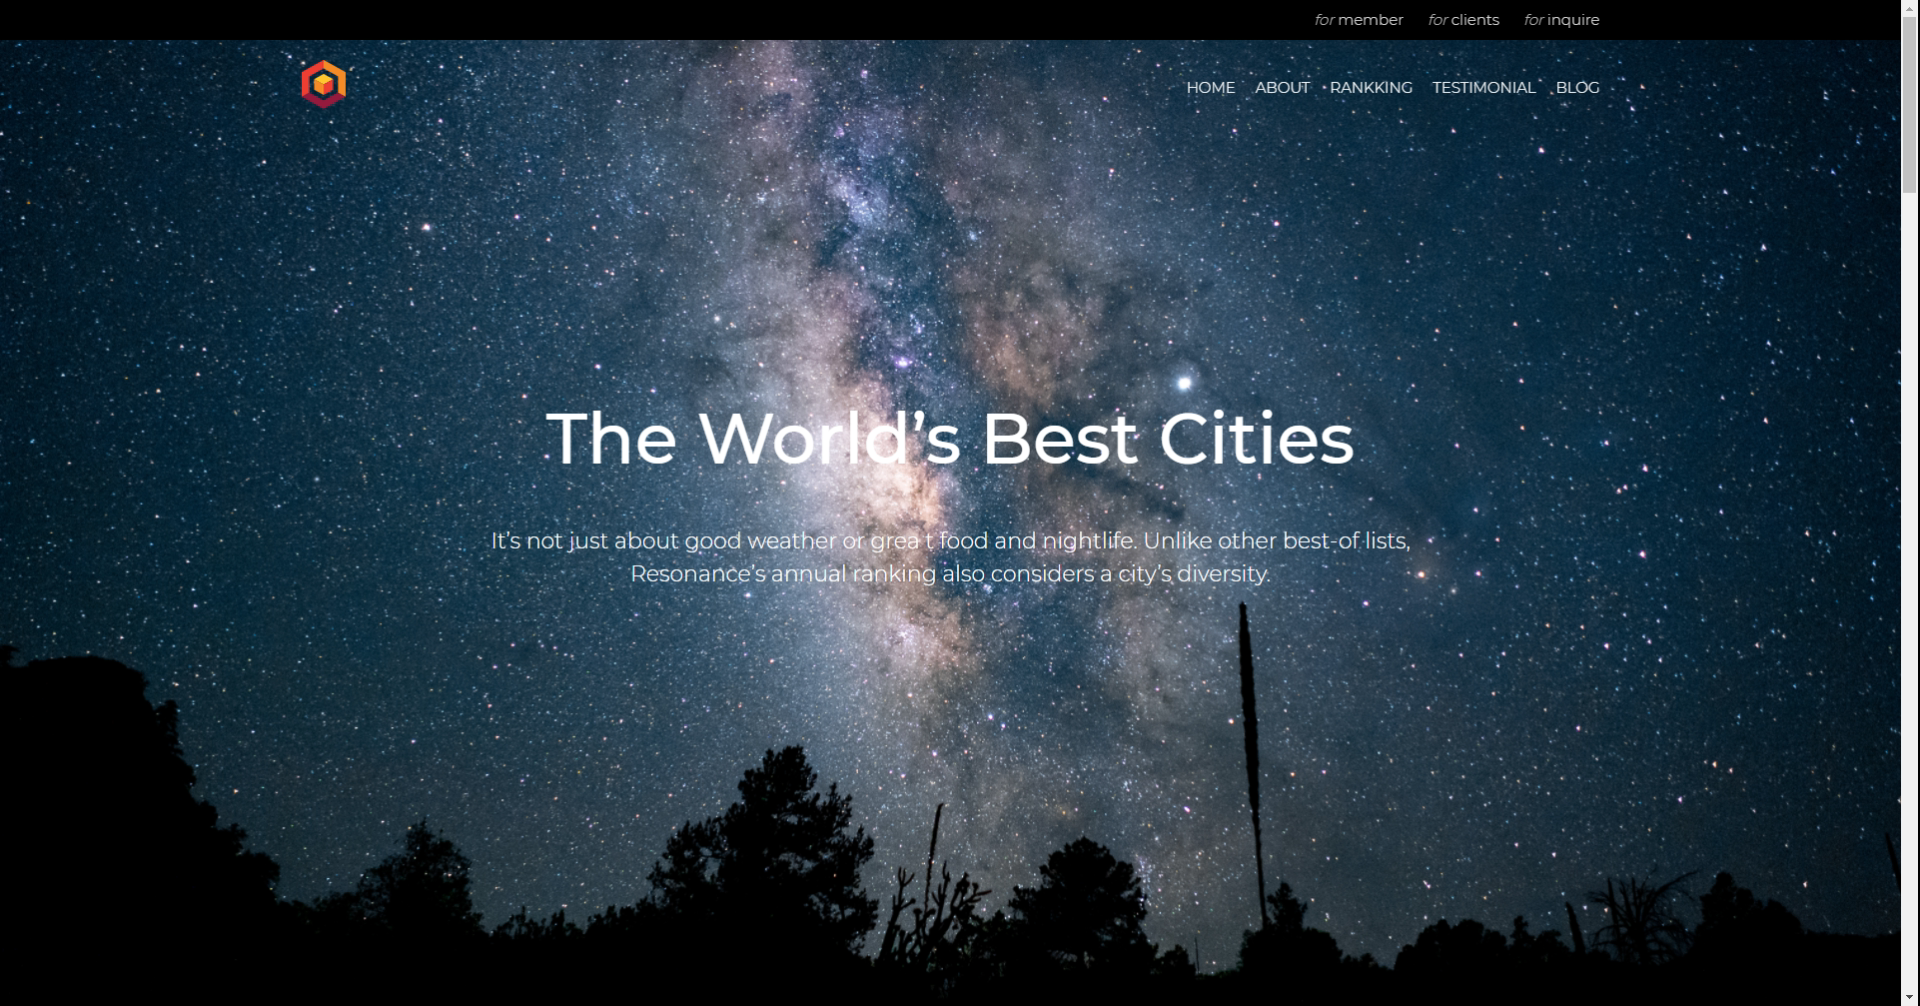 for member for clients for inquire
HOME ABOUT RANKKING TESTIMONIAL BLOG
The World's Best Cities
It's not just about good weather or grea t food and nightlife. Unlike other best-of lists,
Resonance's annual ranking also considers a city's diversity.